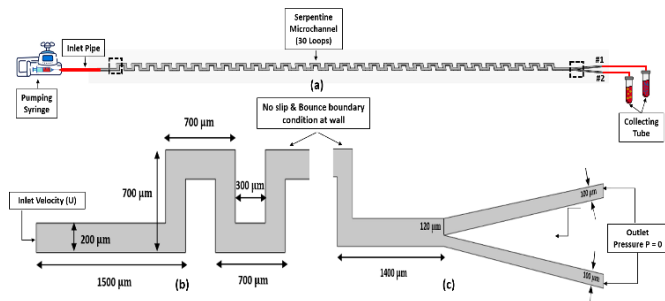 Serpentine
Microchannel
(30 Loops)
Inlet Pipe
#1
#2
(a)
Pumping
Syringe
Collecting
Tube
700 µm
No slip & Bounce boundary
condition at wall
700 µm
300 µm
100 µm
Inlet Velocity (U)
200 µm
120 µm
Outlet
Pressure P = 0
100 µm
1500 µm
(b)
700 µm
1400 µm
(c)